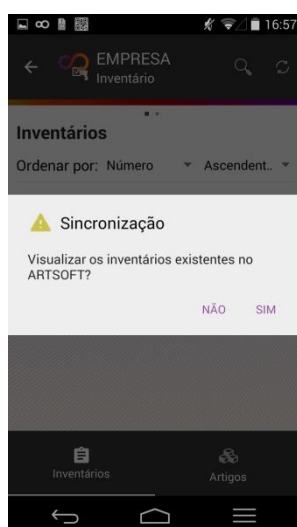 16:57
EMPRESA
Inventário
Inventários
Ordenar por: Número Ascendent..
Sincronização
Visualizar os inventários existentes no
ARTSOFT?
NÃO SIM
Inventários Artigos